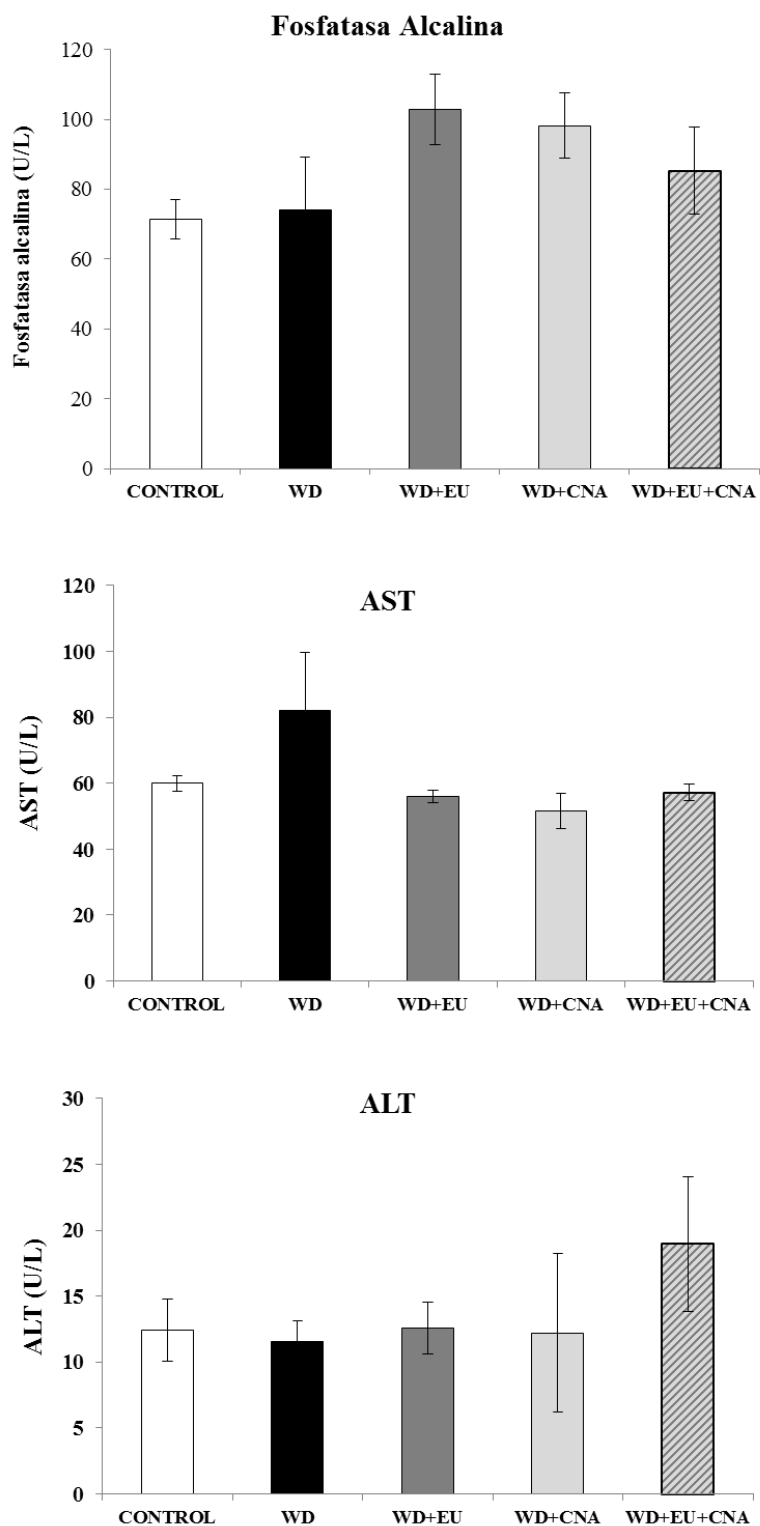 Fosfatasa Alcalina
Fosfatasa alcalina (U/L)
120
100
80
60
40
20
0
CONTROL WD WD+EU WD+CNA WD+EU+CNA
AST
AST (U/L)
120
100
80
60
40
20
0
CONTROL WD WD+EU WD+CNA WD+EU+CNA
ALT
ALT (U/L)
30
25
20
15
10
5
0
CONTROL WD WD+EU WD+CNA WD+EU+CNA